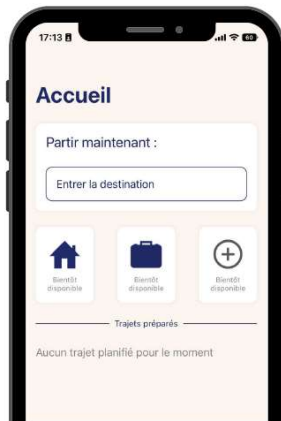 17:13
60
Accueil
Partir maintenant :
Entrer la destination
Bientôt
disponible
Bientôt
disponible
Bientôt
disponible
Trajets préparés
Aucun trajet planifié pour le moment